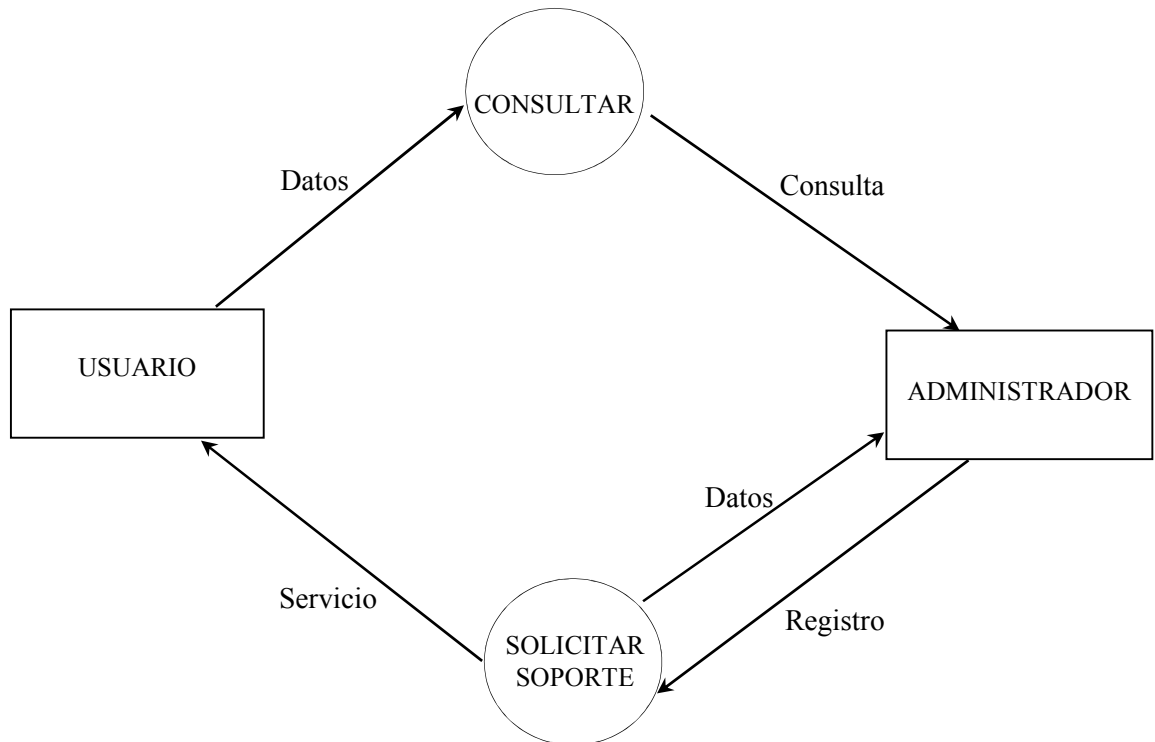 CONSULTAR
Datos
Consulta
USUARIO
ADMINISTRADOR
Datos
Servicio
Registro
SOLICITAR
SOPORTE